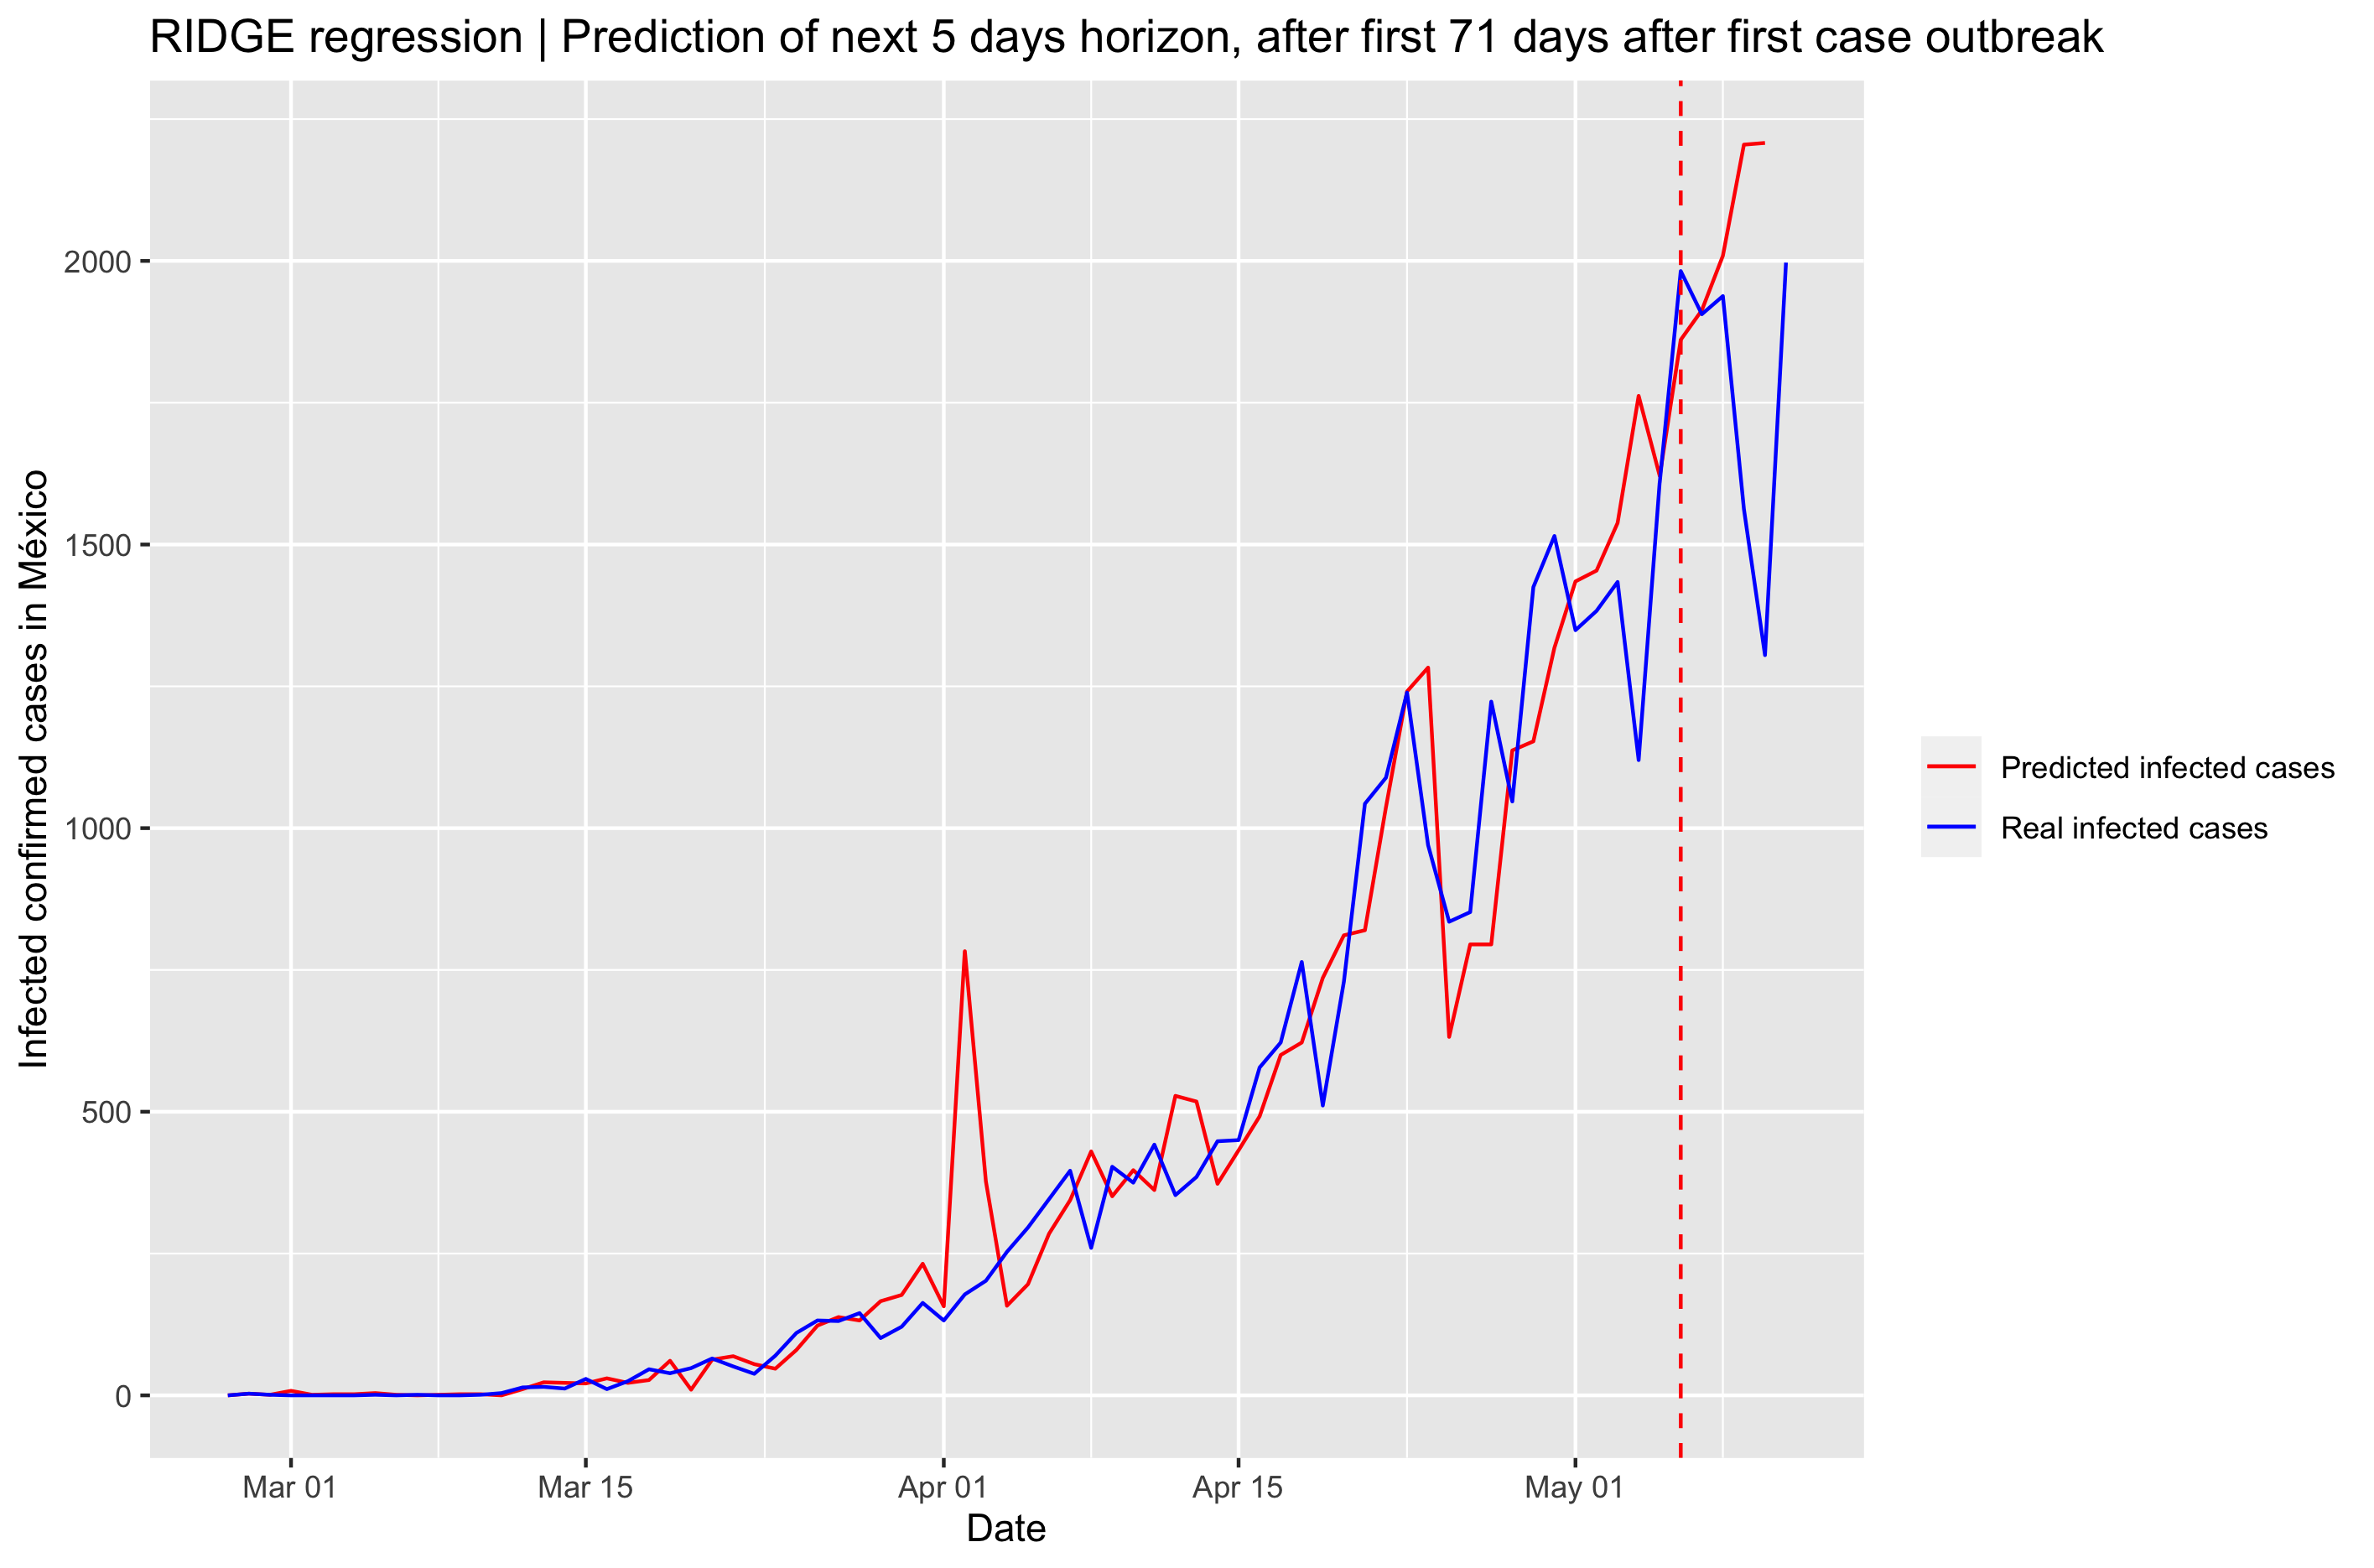 RIDGE regression | Prediction of next 5 days horizon, after first 71 days after first case outbreak
Infected confirmed cases in México
2000
1500
1000
500
0
Mar 01
Mar 15
Apr 01
Apr 15
May 01
Date
Predicted infected cases
Real infected cases